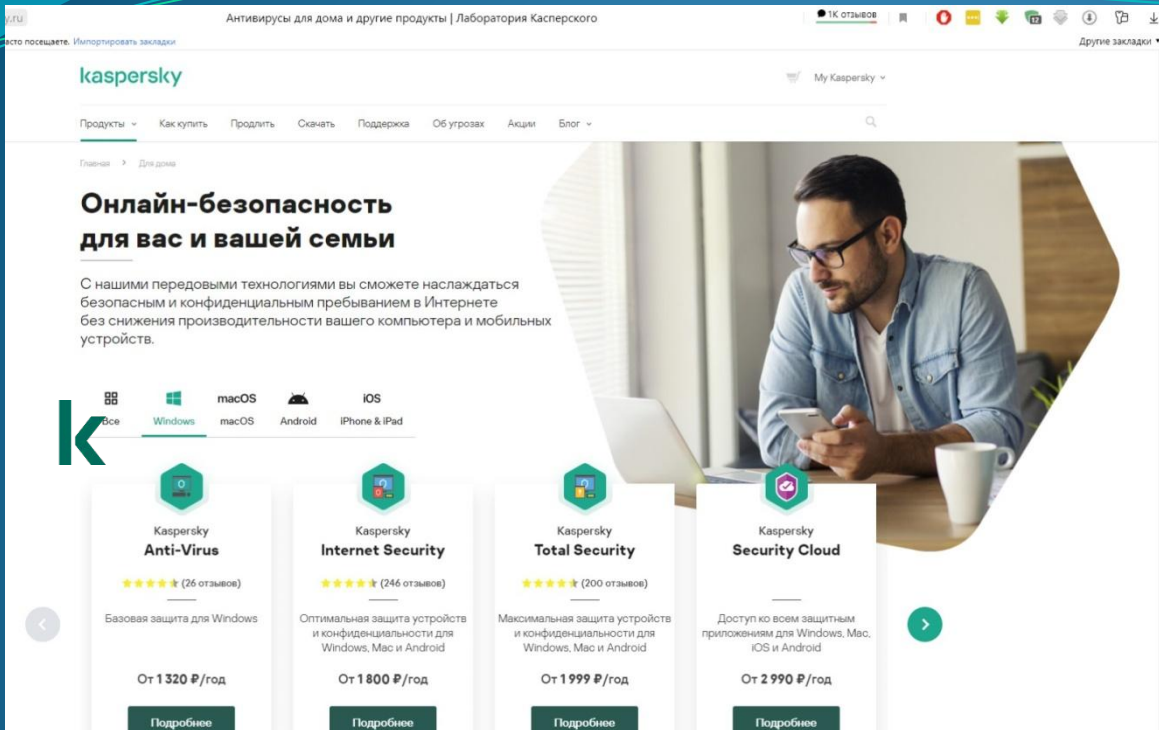 y.ru
Антивирусы для дома и другие продукты | Лаборатория Касперского
1K отзывов
часто посещаете. Импортировать закладки
Другие закладки
kaspersky
My Kaspersky
Продукты Как купить Продлить Скачать Поддержка Об угрозах Акции Блог
Главная > Для дома
Онлайн-безопасность
для вас и вашей семьи
С нашими передовыми технологиями вы сможете наслаждаться
безопасным и конфиденциальным пребыванием в Интернете
без снижения производительности вашего компьютера и мобильных
устройств.
macOS iOS
Все Windows macOS Android iPhone & iPad
k
Kaspersky
Anti-Virus
(26 отзывов)
Базовая защита для Windows
От 1 320 ₽/год
Подробнее
Kaspersky
Internet Security
(246 отзывов)
Оптимальная защита устройств
и конфиденциальности для
Windows, Mac и Android
От 1 800 ₽/год
Подробнее
Kaspersky
Total Security
(200 отзывов)
Максимальная защита устройств
и конфиденциальности для
Windows, Mac и Android
От 1 999 ₽/год
Подробнее
Kaspersky
Security Cloud
Доступ ко всем защитным
приложениям для Windows, Mac,
iOS и Android
От 2 990 ₽/год
Подробнее